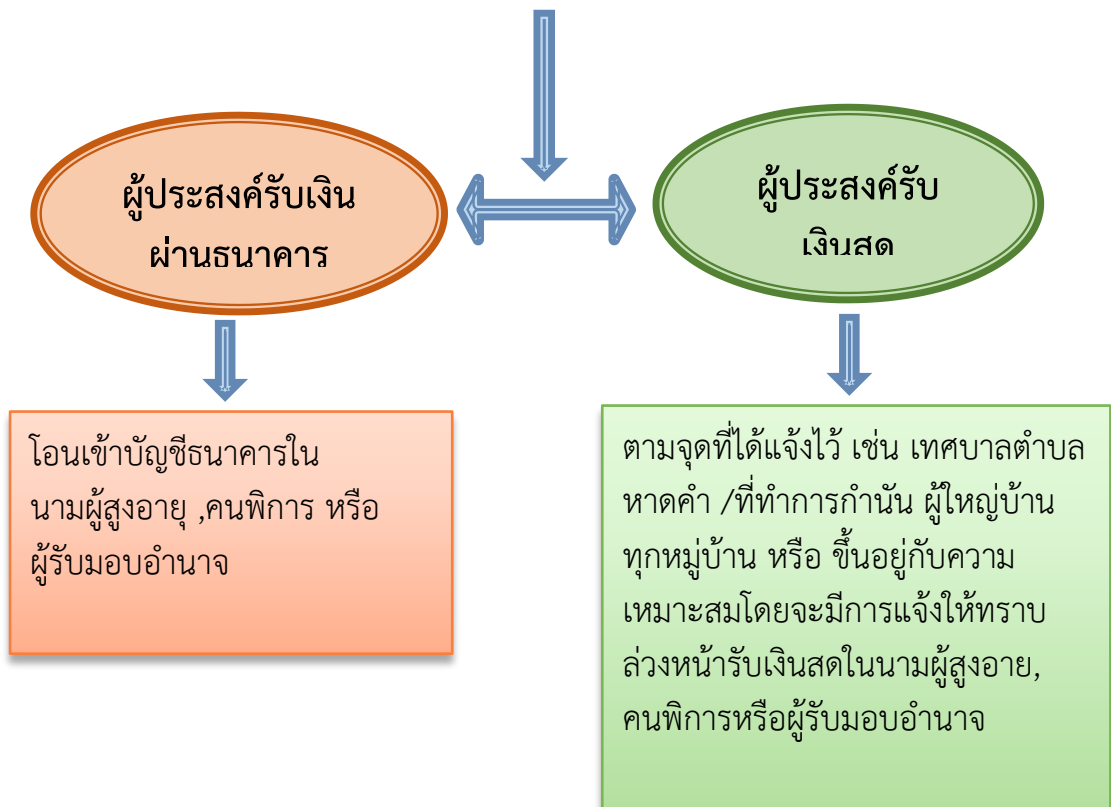 ผู้ประสงค์รับเงิน
ผ่านธนาคาร
ผู้ประสงค์รับ
เงินสด
โอนเข้าบัญชีธนาคารใน
นามผู้สูงอายุ ,คนพิการ หรือ
ผู้รับมอบอำนาจ
ตามจุดที่ได้แจ้งไว้ เช่น เทศบาลตำบล
หาดคำ /ที่ทำการกำนัน ผู้ใหญ่บ้าน
ทุกหมู่บ้าน หรือ ขึ้นอยู่กับความ
เหมาะสมโดยจะมีการแจ้งให้ทราบ
ล่วงหน้ารับเงินสดในนามผู้สูงอาย,
คนพิการหรือผู้รับมอบอำนาจ